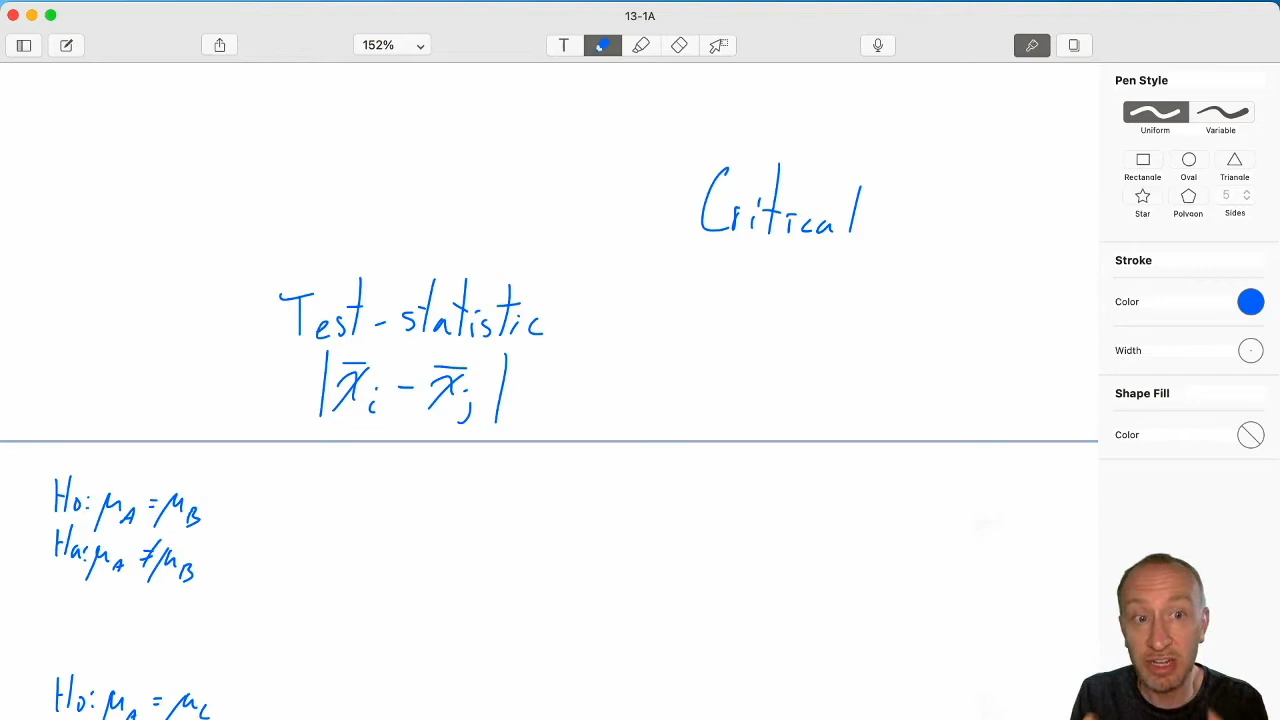 13-1A
152%
T
Pen Style
Uniform Variable
Rectangle Oval Triangle
5
Star Polygon Sides
Stroke
Color
Width
Shape Fill
Color
Critical
Test-statistic
|x̄ᵢ - x̄ⱼ|
Ho: μA = μB
Ha: μA ≠ μB
Ho: μA = μC